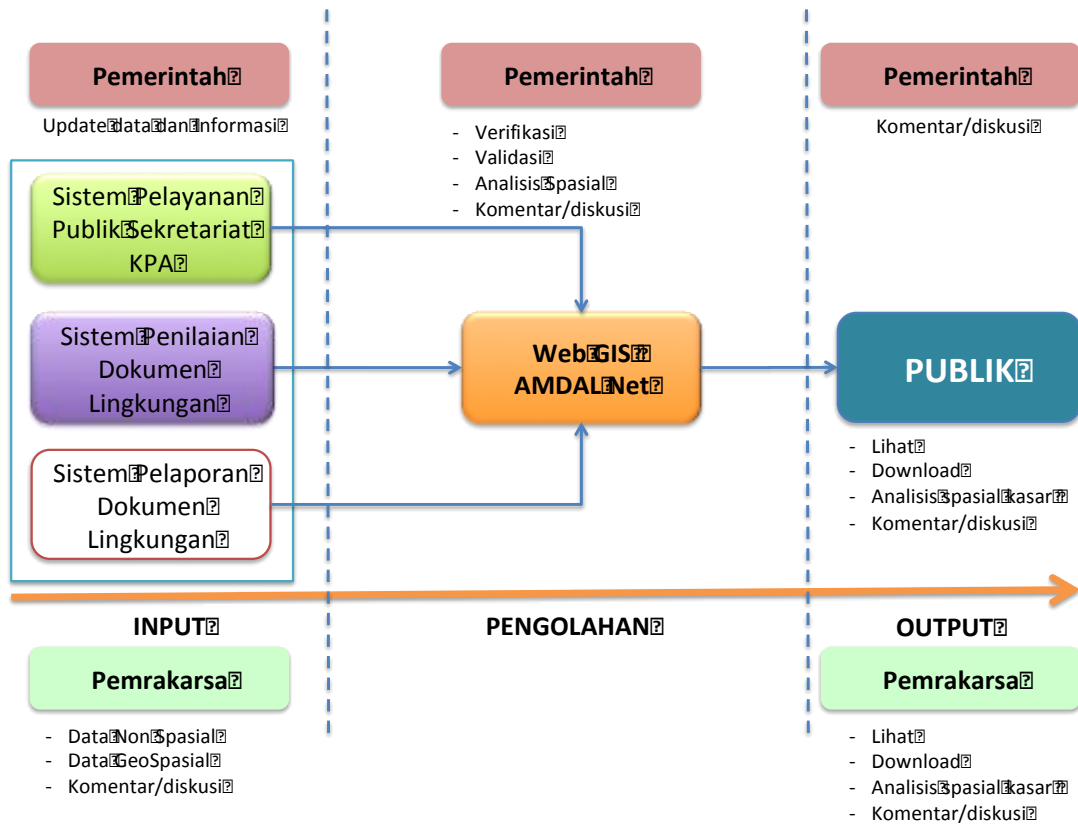 Pemerintah
Update data dan Informasi
Sistem Pelayanan
Publik Sekretariat
KPA
Sistem Penilaian
Dokumen
Lingkungan
Sistem Pelaporan
Dokumen
Lingkungan
Pemerintah
- Verifikasi
- Validasi
- Analisis Spasial
- Komentar/diskusi
Web GIS
AMDAL Net
Pemerintah
Komentar/diskusi
PUBLIK
- Lihat
- Download
- Analisis spasial kasar
- Komentar/diskusi
INPUT
PENGOLAHAN
OUTPUT
Pemrakarsa
- Data Non Spasial
- Data GeoSpasial
- Komentar/diskusi
Pemrakarsa
- Lihat
- Download
- Analisis spasial kasar
- Komentar/diskusi